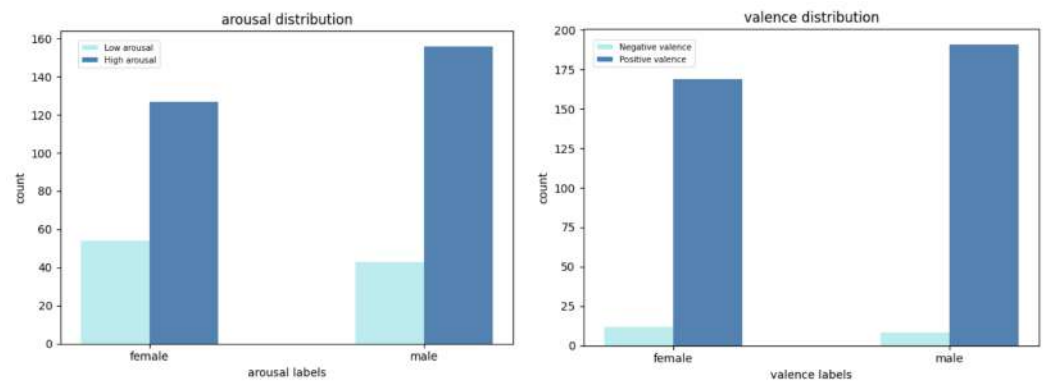 arousal distribution
Low arousal
High arousal
160
140
120
100
80
60
40
20
0
count
female
male
arousal labels
valence distribution
Negative valence
Positive valence
200
175
150
125
100
75
50
25
0
count
female
male
valence labels